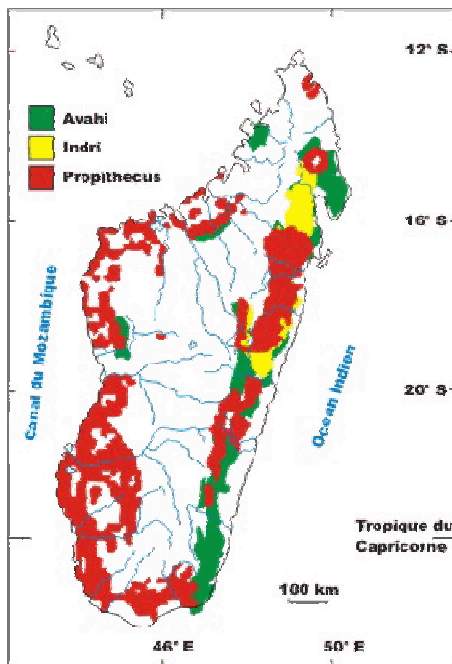 12° S
Avahi
Indri
Propithecus
16° S
Canal du Mozambique
20° S
Ocean Indien
Tropique du
Capricorne
100 km
46° E
50° E